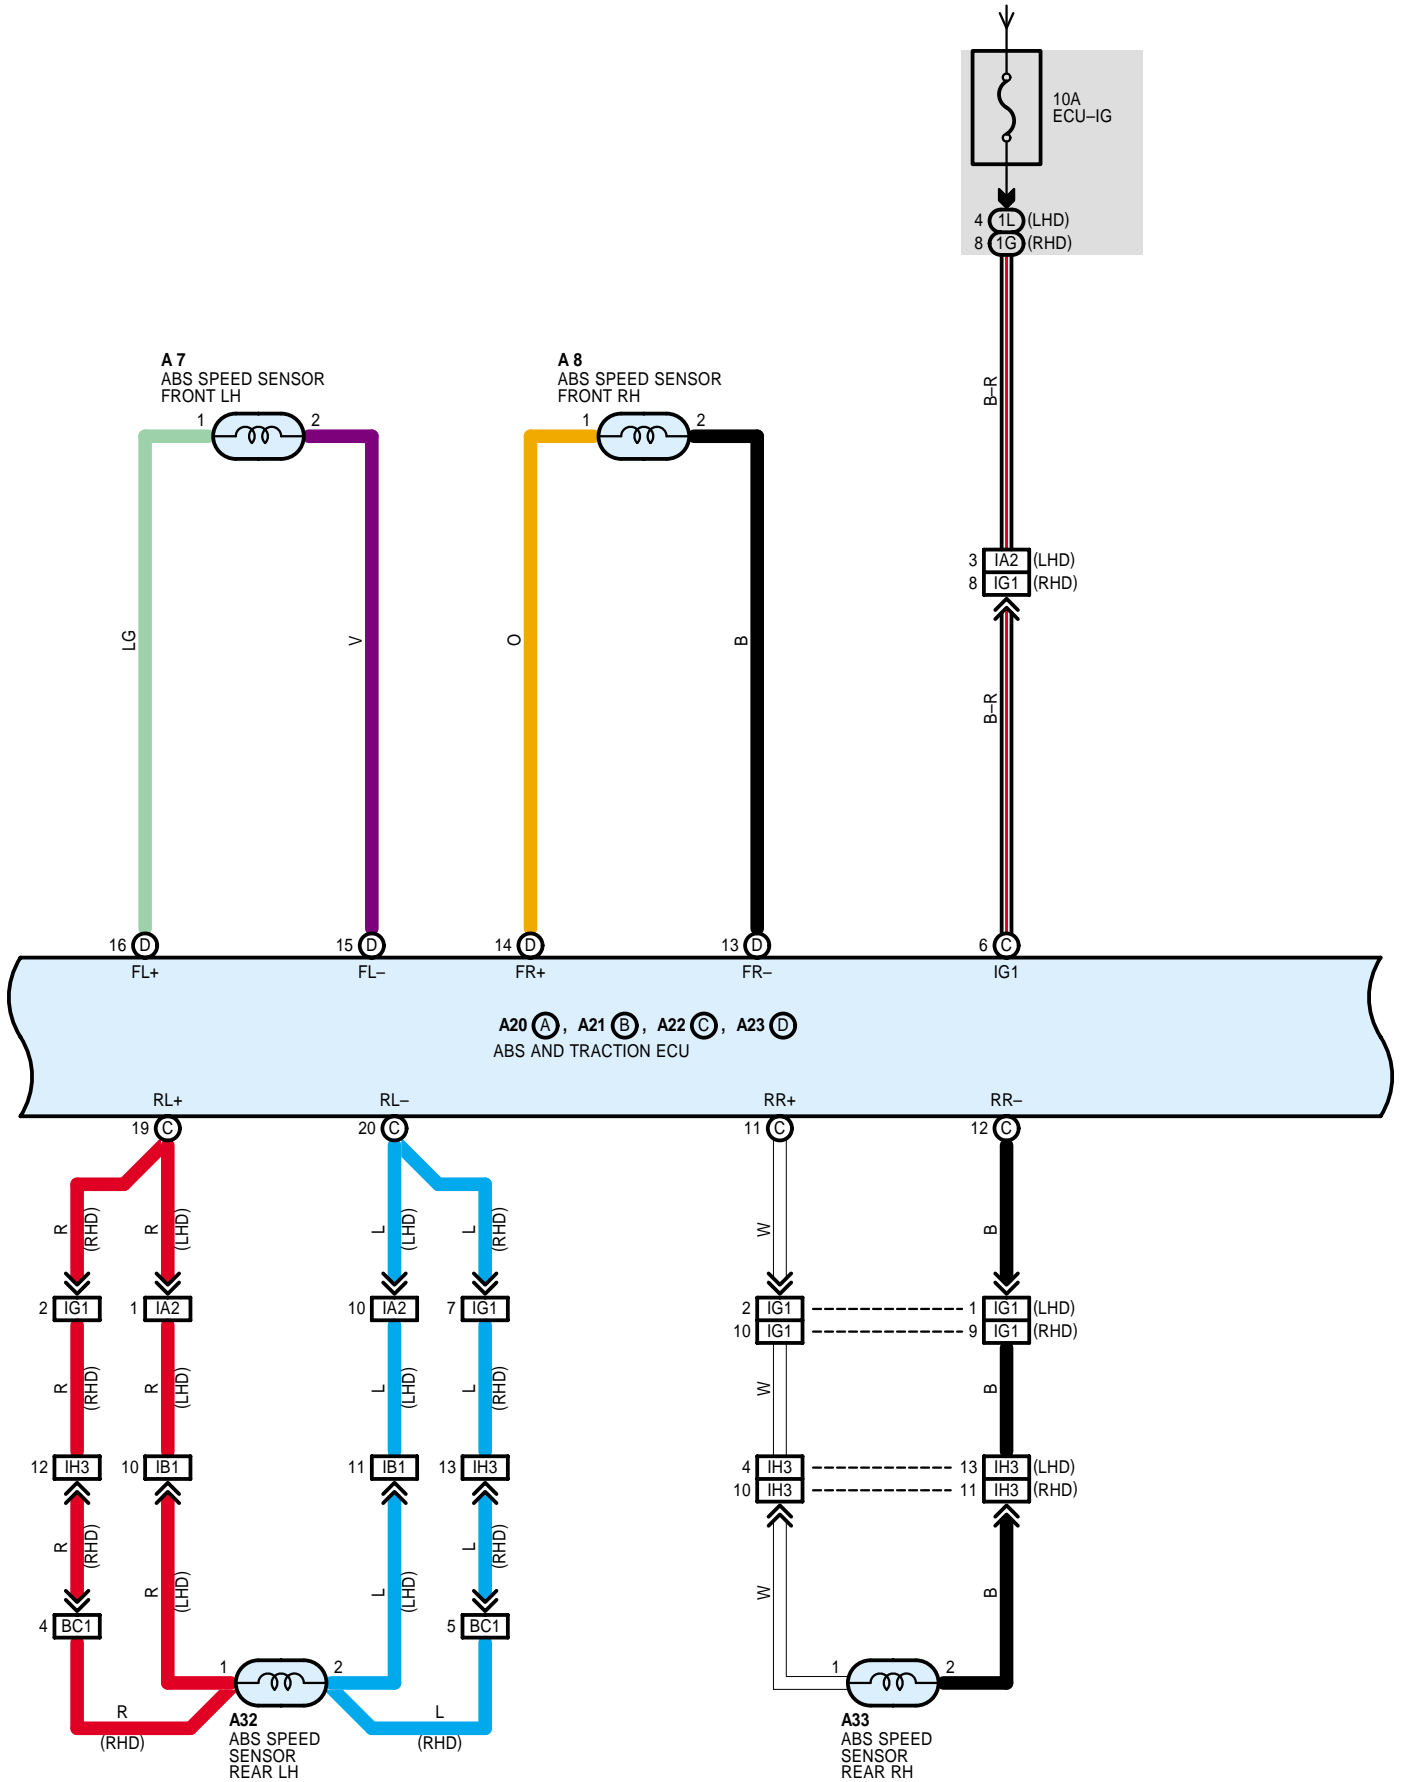 10A
ECU–IG
4 1L (LHD)
8 1G (RHD)
B–R
A 7
ABS SPEED SENSOR
FRONT LH
1 2
A 8
ABS SPEED SENSOR
FRONT RH
1 2
3 IA2 (LHD)
8 IG1 (RHD)
LG
V
O
B
B–R
16 D
15 D
14 D
13 D
6 C
FL+
FL–
FR+
FR–
IG1
A20 A , A21 B , A22 C , A23 D
ABS AND TRACTION ECU
RL+
RL–
RR+
RR–
19 C
20 C
11 C
12 C
R (RHD)
R (LHD)
L (LHD)
L (RHD)
W
B
2 IG1
1 IA2
10 IA2
7 IG1
2 IG1
1 IG1 (LHD)
10 IG1
9 IG1 (RHD)
R (RHD)
R (LHD)
L (LHD)
L (RHD)
W
B
12 IH3
10 IB1
11 IB1
13 IH3
4 IH3
13 IH3 (LHD)
10 IH3
11 IH3 (RHD)
R (RHD)
R (LHD)
L (LHD)
L (RHD)
W
B
4 BC1
5 BC1
1 2
1 2
R
(RHD)
L
(RHD)
A32
ABS SPEED
SENSOR
REAR LH
A33
ABS SPEED
SENSOR
REAR RH